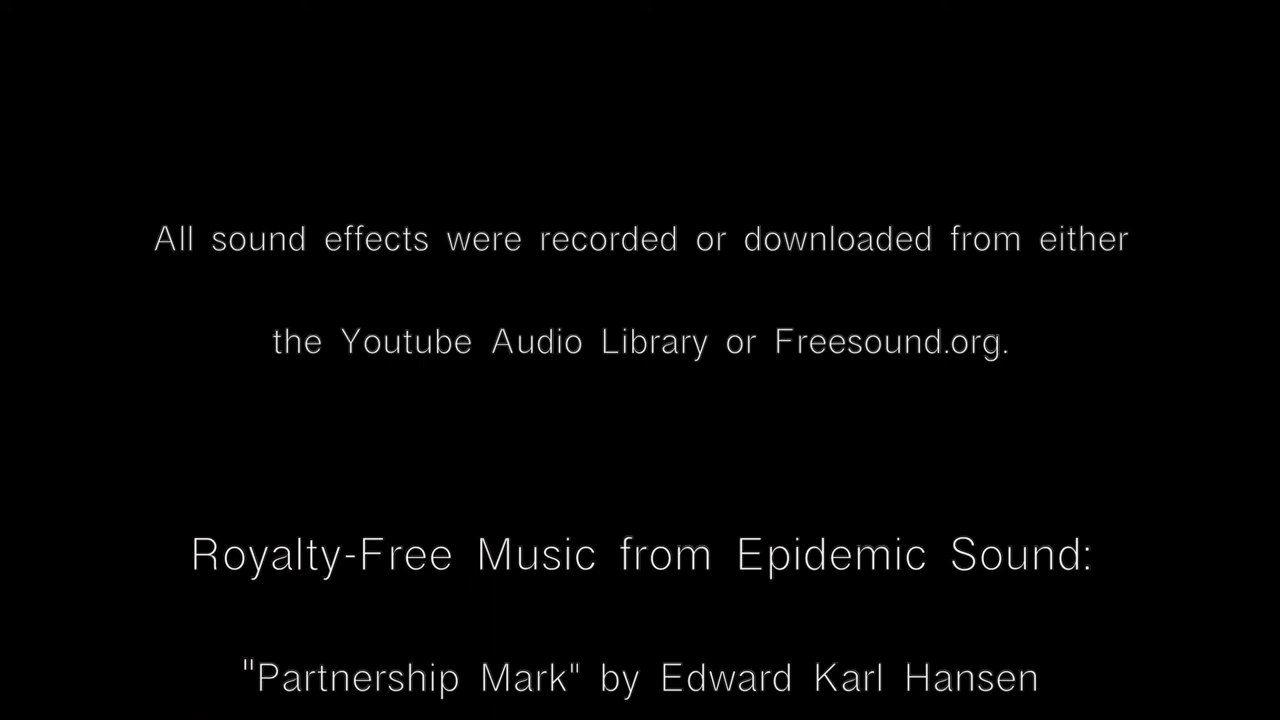 All sound effects were recorded or downloaded from either
the Youtube Audio Library or Freesound.org.
Royalty-Free Music from Epidemic Sound:
"Partnership Mark" by Edward Karl Hansen